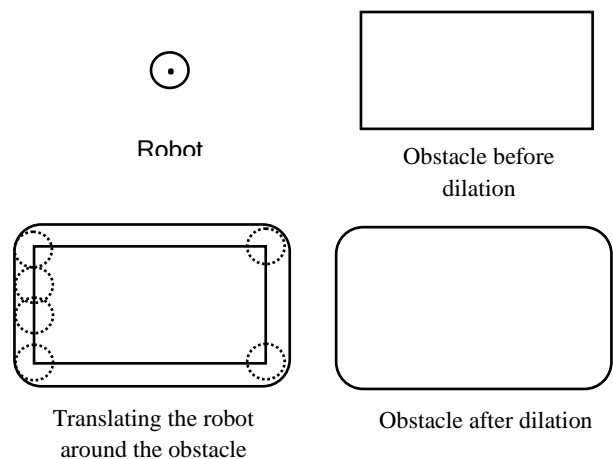 Robot
Obstacle before
dilation
Translating the robot
around the obstacle
Obstacle after dilation